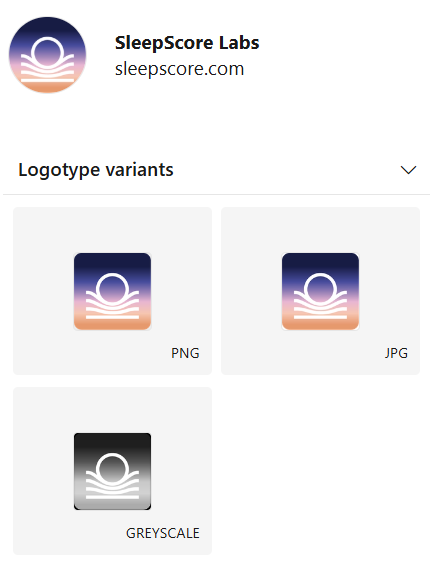 SleepScore Labs
sleepscore.com
Logotype variants
PNG
JPG
GREYSCALE